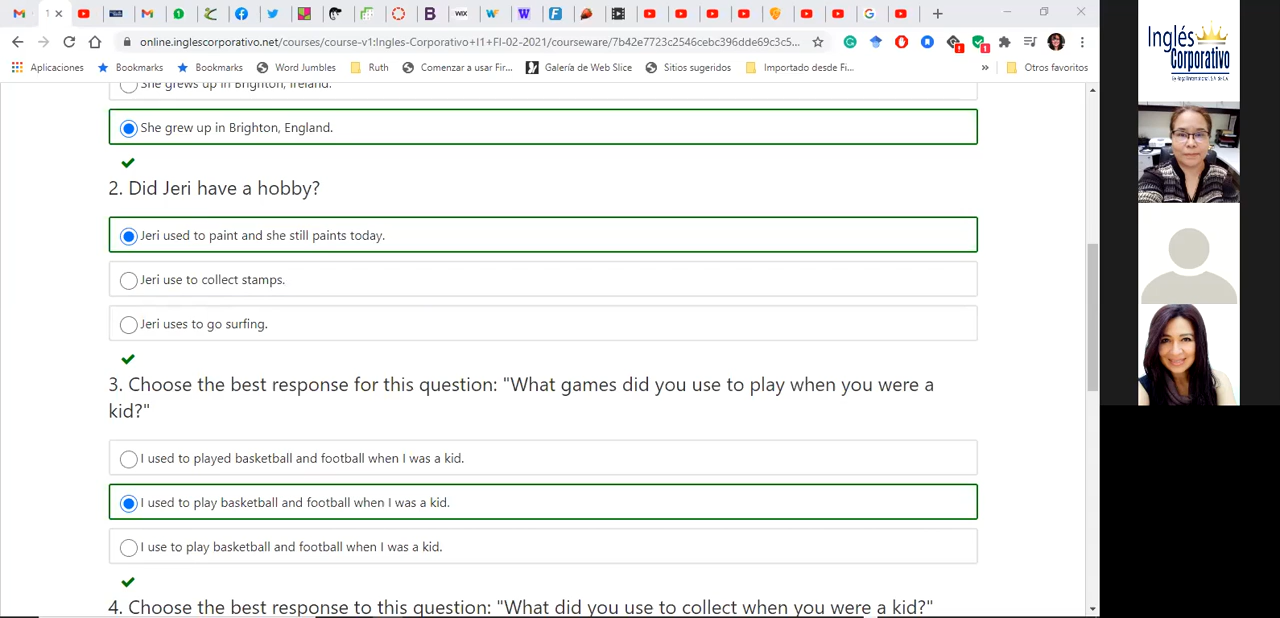 online.inglescorporativo.net/courses/course-v1:Ingles-Corporativo+I1+FI-02-2021/courseware/7b42e7723c2546cebc396dde69c3c5...
Aplicaciones Bookmarks Bookmarks Word Jumbles Ruth Comenzar a usar Fir... Galería de Web Slice Sitios sugeridos Importado desde Fi... » Otros favoritos
She grews up in Brighton, Ireland.
She grew up in Brighton, England.
2. Did Jeri have a hobby?
Jeri used to paint and she still paints today.
Jeri use to collect stamps.
Jeri uses to go surfing.
3. Choose the best response for this question: "What games did you use to play when you were a
kid?"
I used to played basketball and football when I was a kid.
I used to play basketball and football when I was a kid.
I use to play basketball and football when I was a kid.
4. Choose the best response to this question: "What did you use to collect when you were a kid?"
Inglés
Corporativo